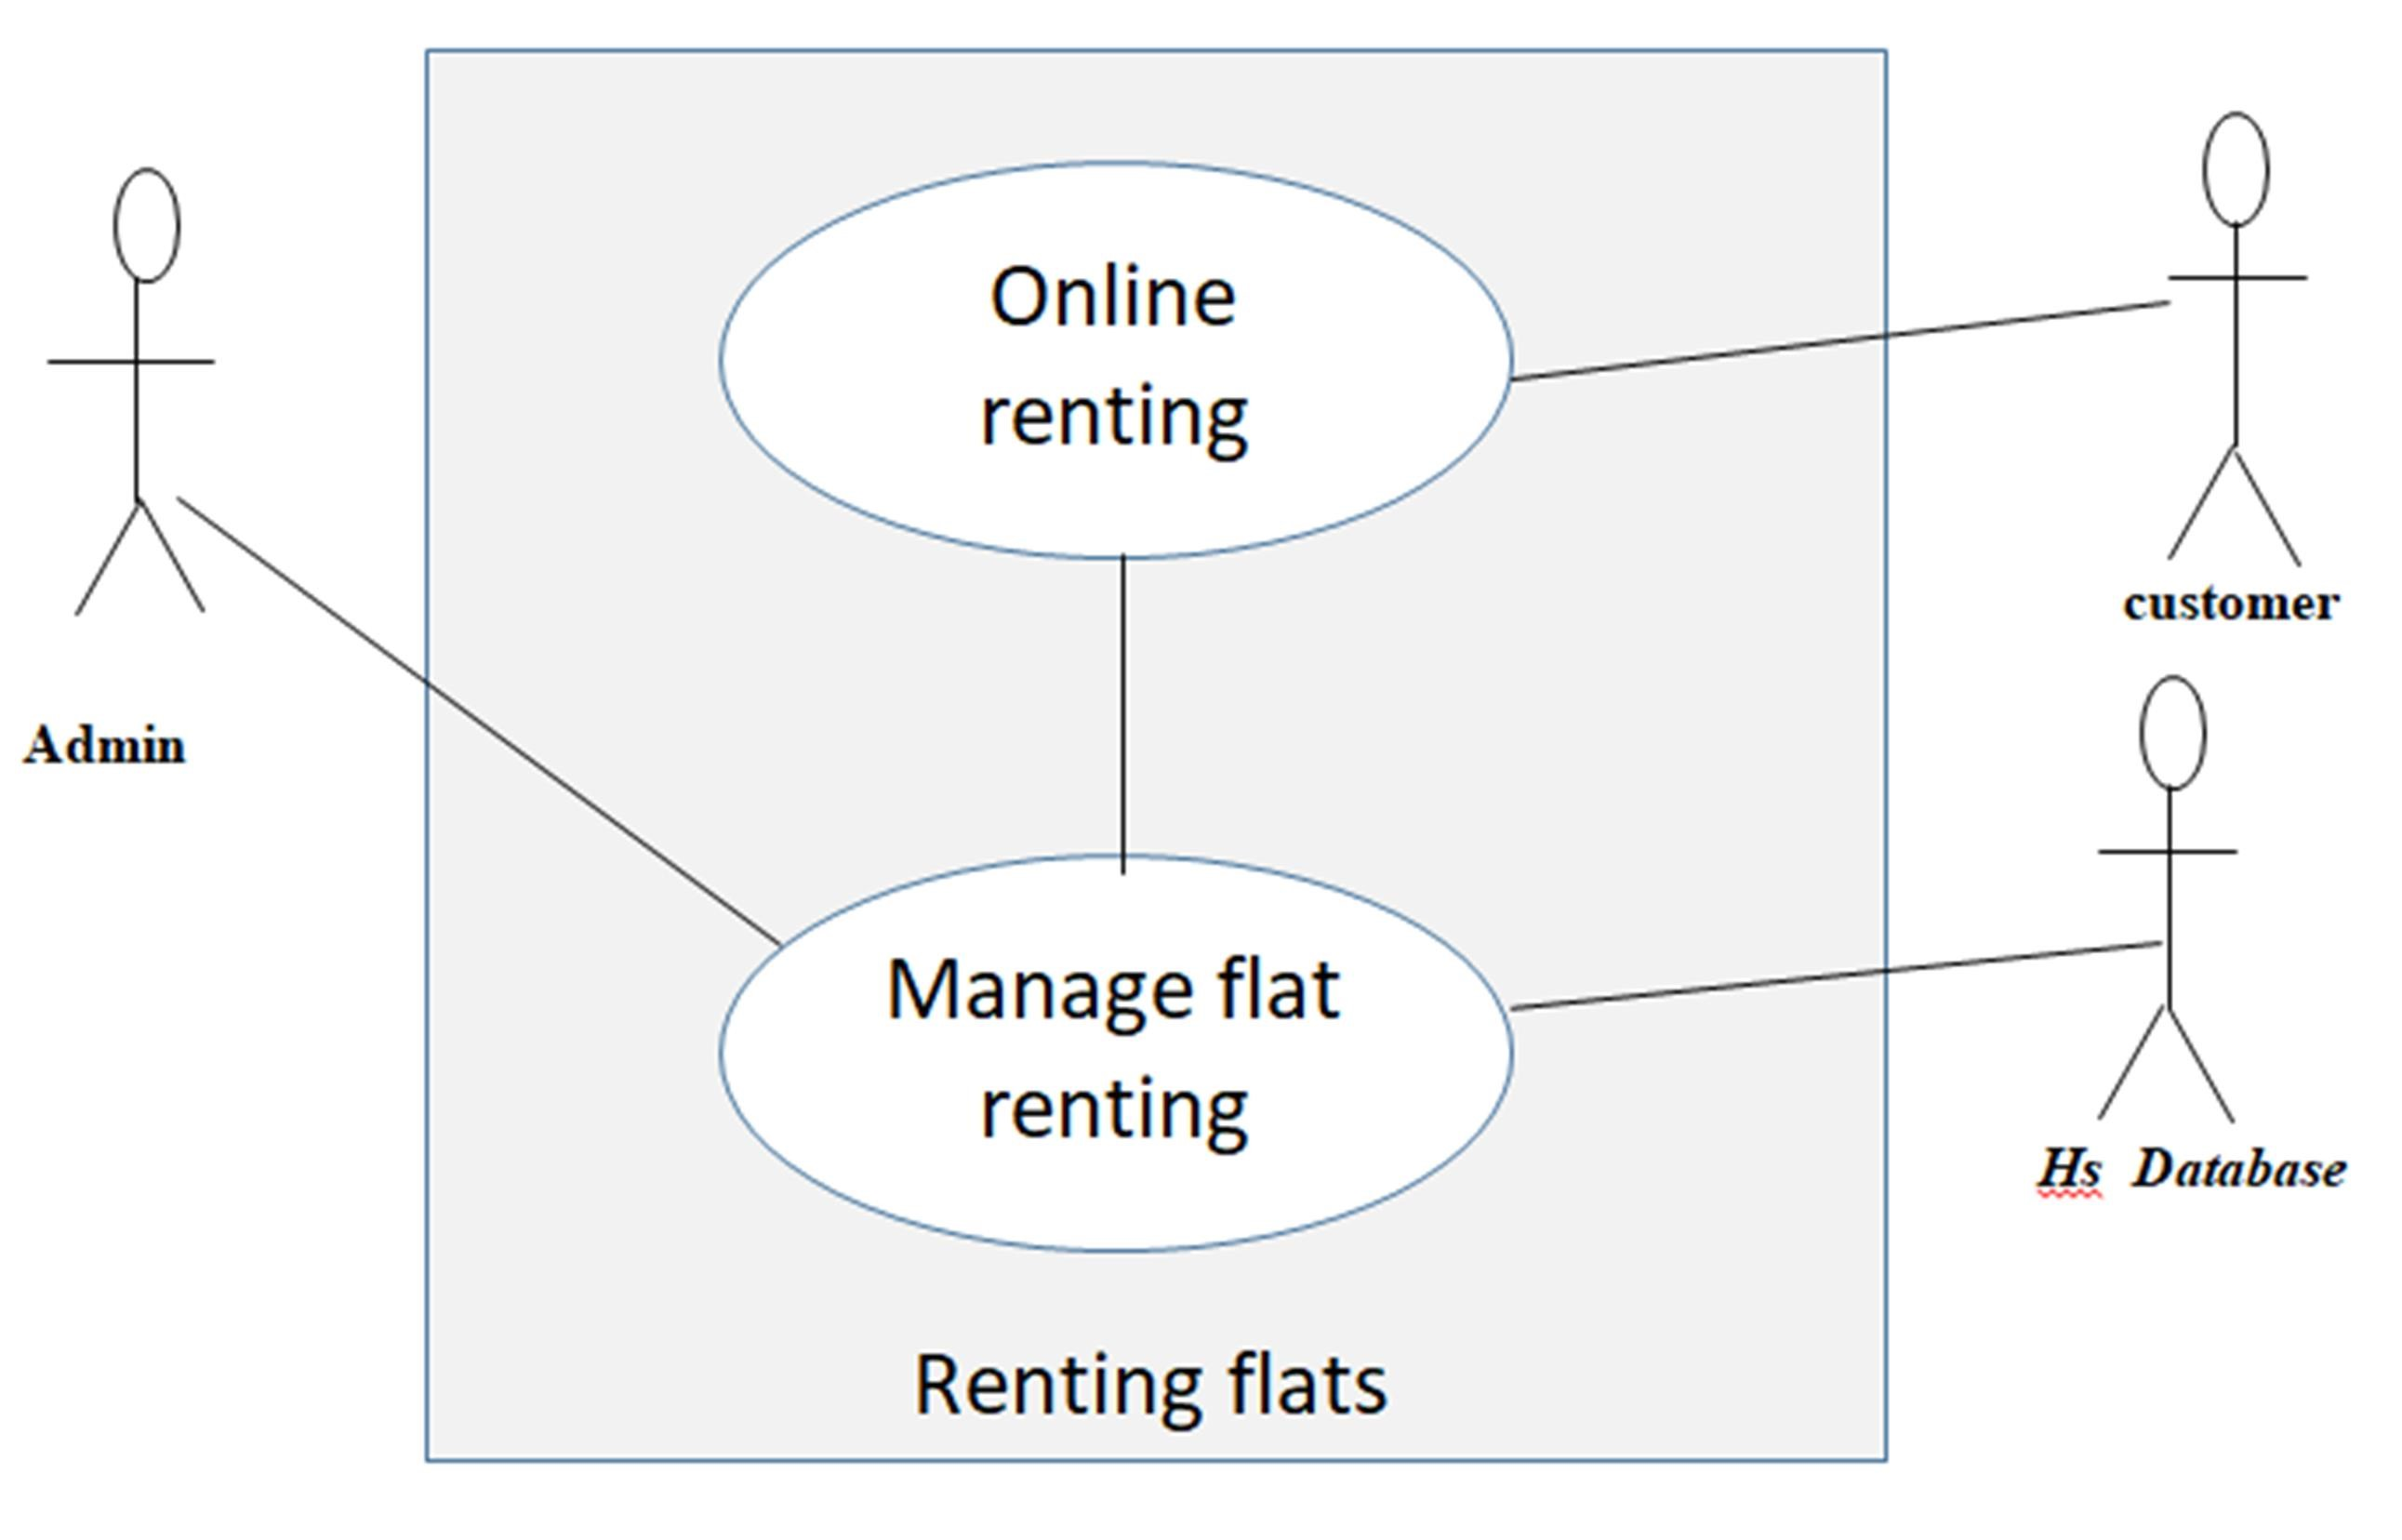 Online
renting
customer
Admin
Manage flat
renting
Hs Database
Renting flats